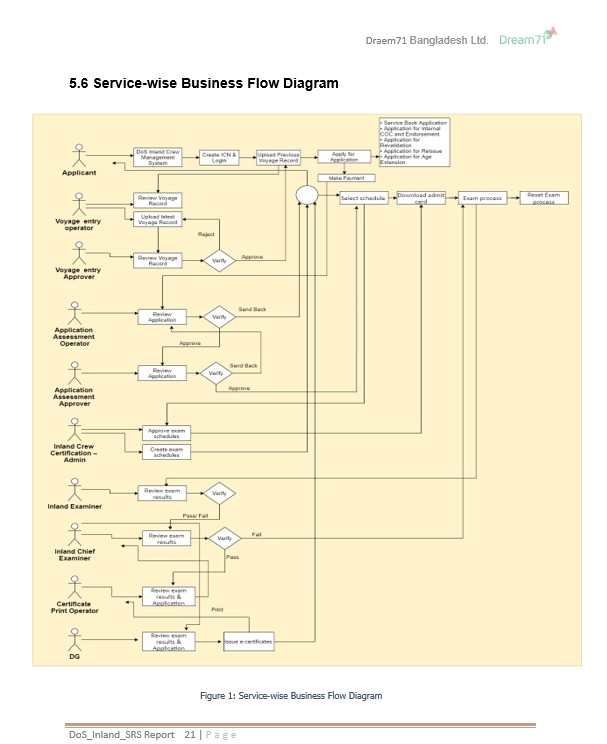 Draem71 Bangladesh Ltd. Dream71
5.6 Service-wise Business Flow Diagram
• Service Book Application
• Application for Internal
COC and Endorsement
• Application for
Revalidation
• Application for Reissue
• Application for Age
Extension
DoS Inland Crew
Management
System
Create ICN &
Login
Upload Previous
Voyage Record
Apply for
Application
Applicant
Make Payment
Review Voyage
Record
Select schedule
Download admit
card
Exam process
Reset Exam
process
Upload latest
Voyage Record
Voyage entry
operator
Reject
Review Voyage
Record
Verify
Approve
Voyage entry
Approver
Review
Application
Verify
Send Back
Application
Assessment
Operator
Approve
Review
Application
Verify
Send Back
Approve
Application
Assessment
Approver
Approve exam
schedules
Create exam
schedules
Inland Crew
Certification –
Admin
Review exam
results
Verify
Inland Examiner
Pass/ Fail
Review exam
results
Verify
Fail
Inland Chief
Examiner
Pass
Review exam
results &
Application
Certificate
Print Operator
Print
Review exam
results &
Application
Issue e-certificates
DG
Figure 1: Service-wise Business Flow Diagram
DoS_Inland_SRS Report 21 | Page